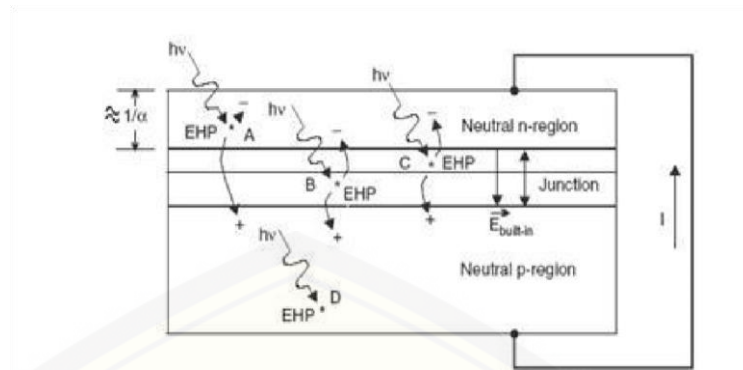 hν
hν
hν
≈ 1/α
EHP
A
−
−
−
Neutral n-region
C
EHP
B
EHP
Junction
+
+
+
E built-in
I
hν
Neutral p-region
D
EHP